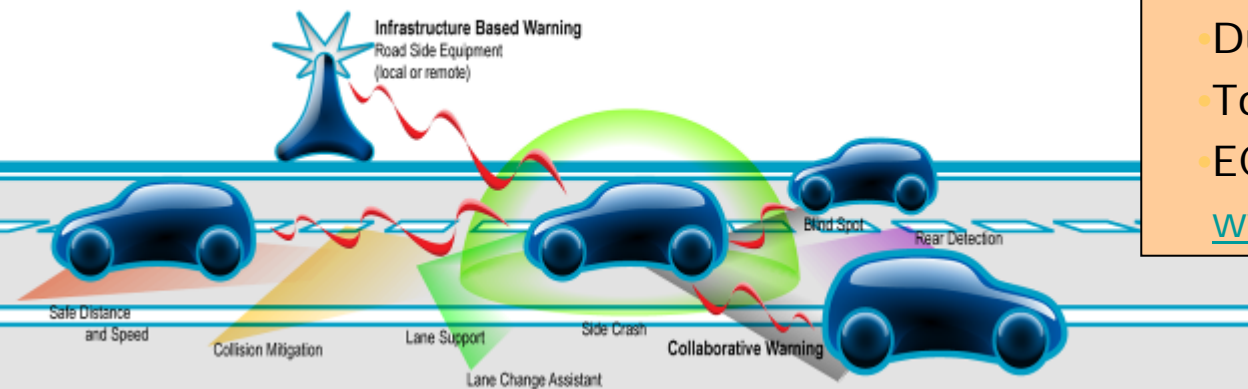 Infrastructure Based Warning
Road Side Equipment
(local or remote)
Blind Spot
Rear Detection
Safe Distance
and Speed
Collision Mitigation
Lane Support
Side Crash
Collaborative Warning
Lane Change Assistant